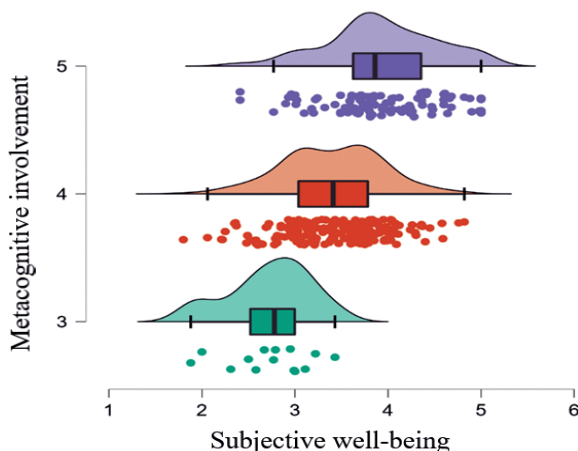 Metacognitive involvement
5
4
3
1 2 3 4 5 6
Subjective well-being